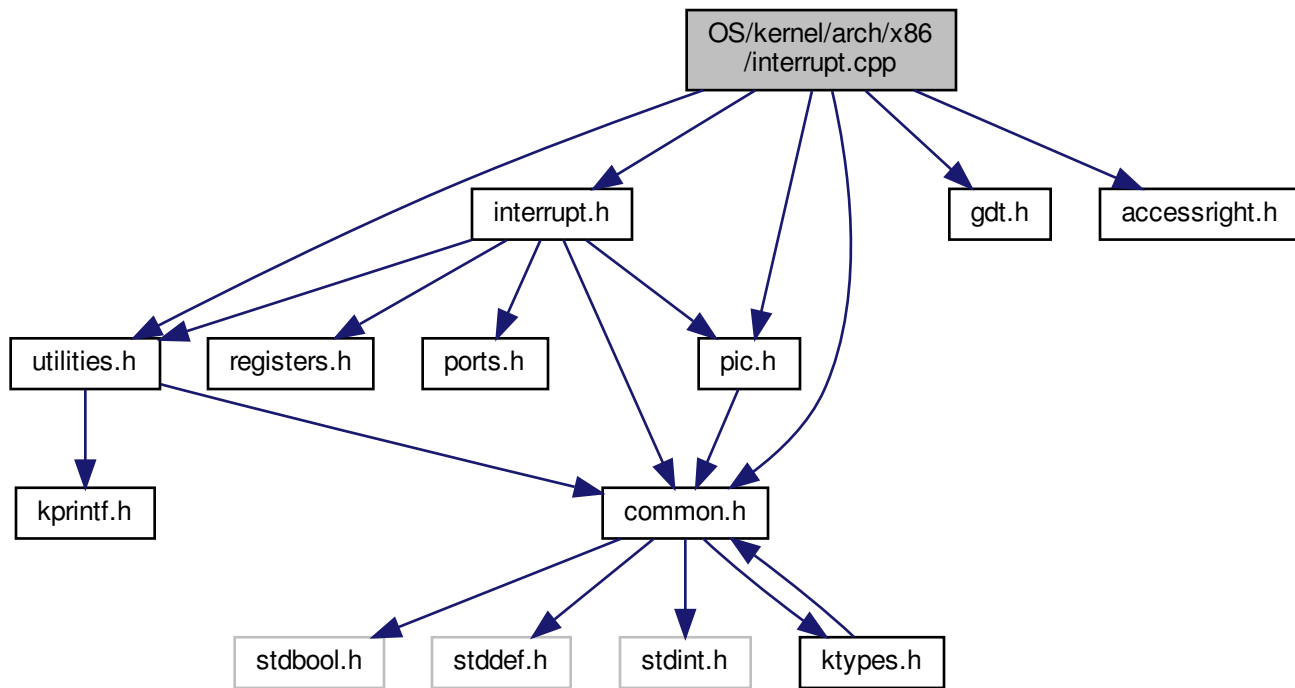 OS/kernel/arch/x86
/interrupt.cpp
interrupt.h
gdt.h
accessright.h
utilities.h
registers.h
ports.h
pic.h
kprintf.h
common.h
stdbool.h
stddef.h
stdint.h
ktypes.h